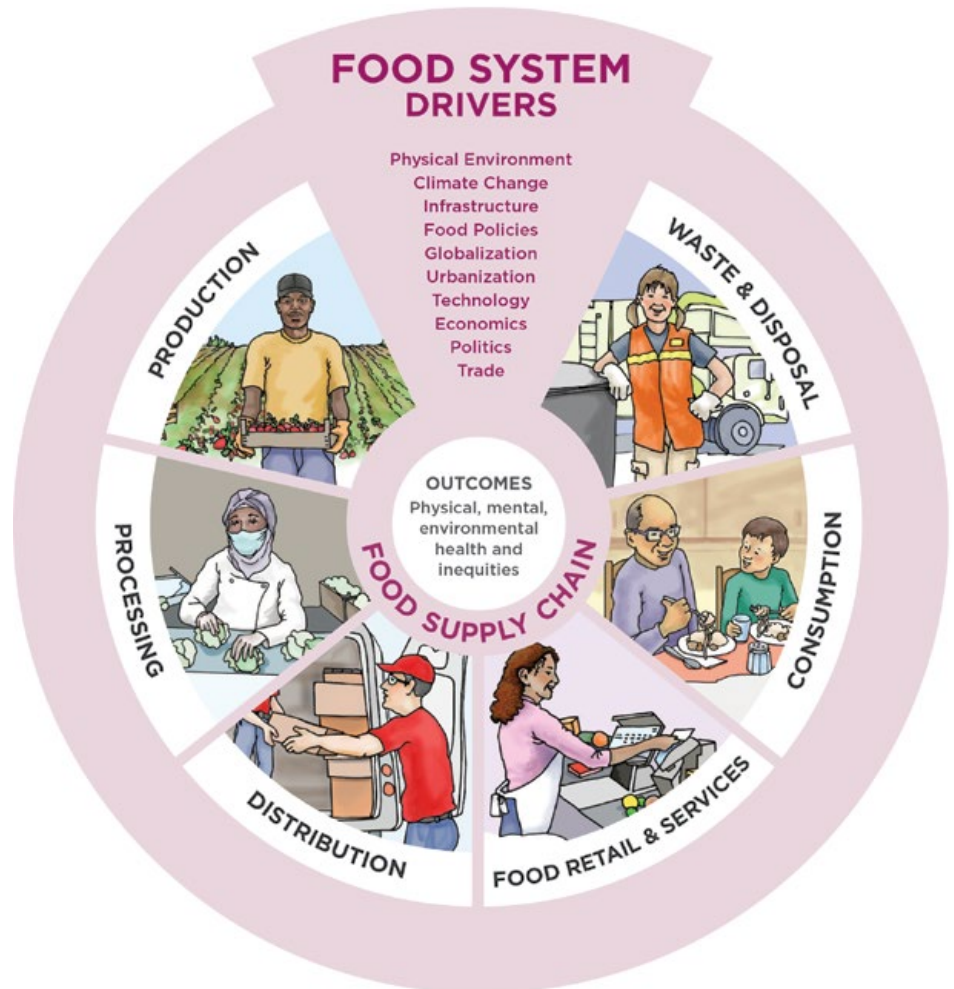 FOOD SYSTEM
DRIVERS
Physical Environment
Climate Change
Infrastructure
Food Policies
Globalization
Urbanization
Technology
Economics
Politics
Trade
PRODUCTION
PROCESSING
DISTRIBUTION
FOOD RETAIL & SERVICES
CONSUMPTION
WASTE & DISPOSAL
OUTCOMES
Physical, mental,
environmental
health and
inequities
FOOD SUPPLY CHAIN